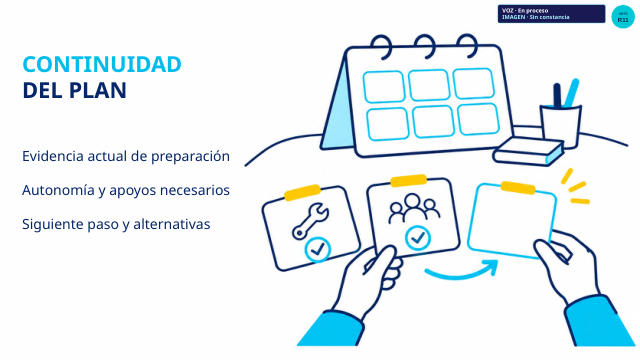 VOZ · En proceso
IMAGEN · Sin constancia
R11
CONTINUIDAD
DEL PLAN
Evidencia actual de preparación
Autonomía y apoyos necesarios
Siguiente paso y alternativas